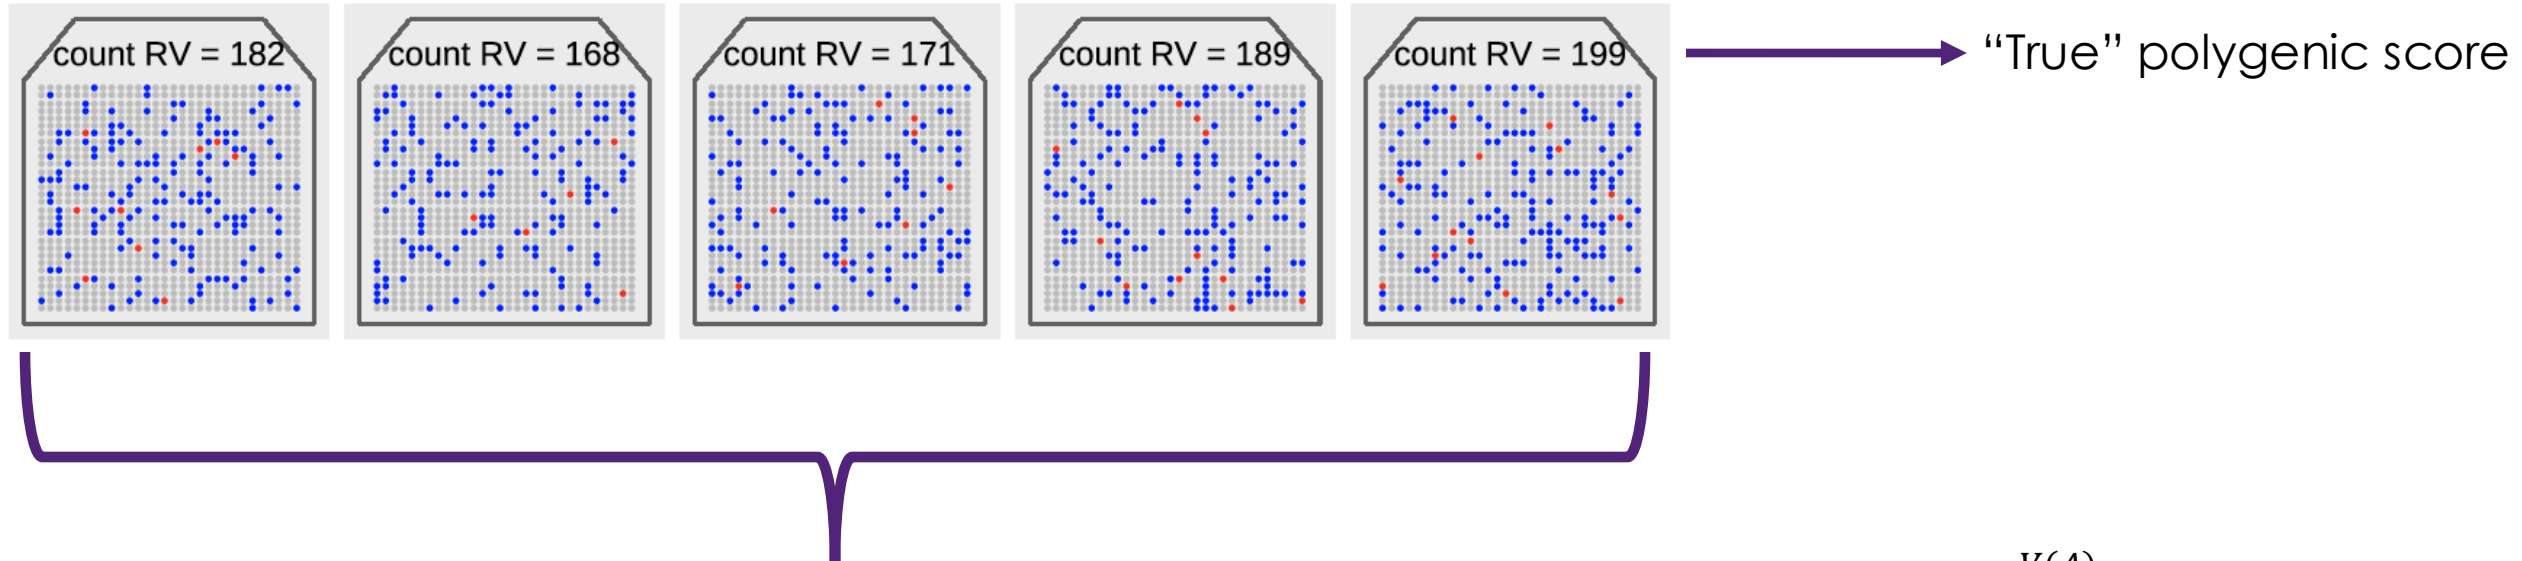 count RV = 182
count RV = 168
count RV = 171
count RV = 189
count RV = 199
“True” polygenic score